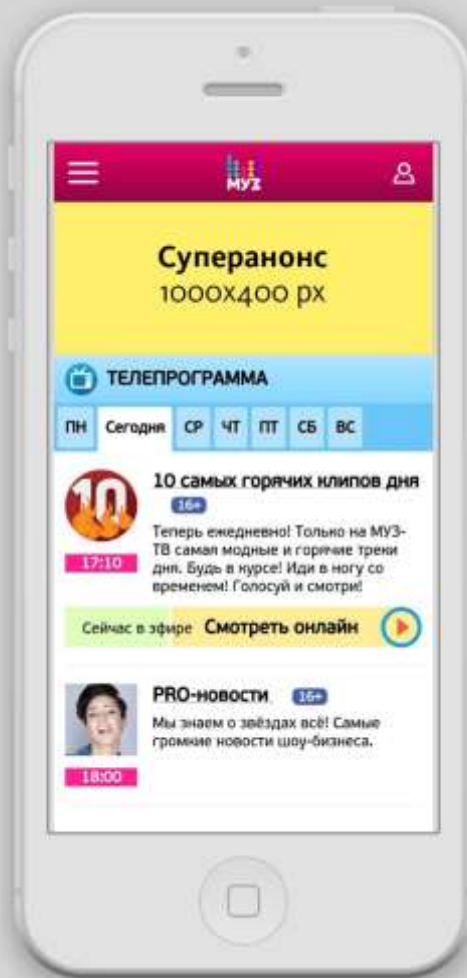 МУЗ
Суперанонс
1000x400 px
ТЕЛЕПРОГРАММА
ПН Сегодня СР ЧТ ПТ СБ ВС
10
10 самых горячих клипов дня
16+
Теперь ежедневно! Только на МУЗ-
ТВ самая модные и горячие треки
дня. Будь в курсе! Иди в ногу со
временем! Голосуй и смотри!
17:10
Сейчас в эфире Смотреть онлайн
PRO-новости 16+
Мы знаем о звёздах всё! Самые
громкие новости шоу-бизнеса.
18:00